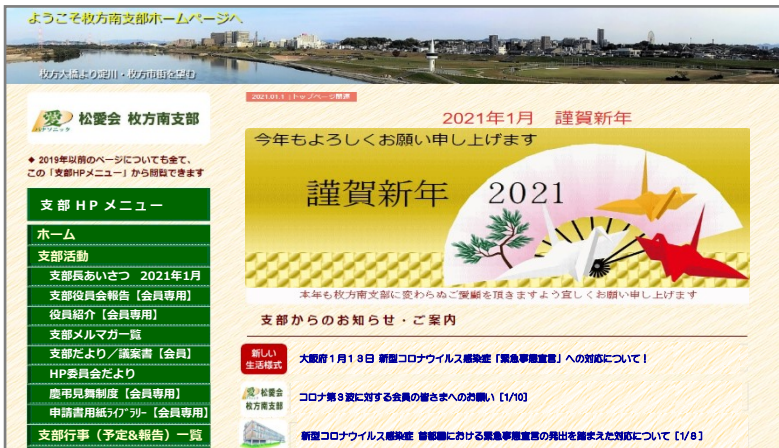 ようこそ枚方南支部ホームページへ
枚方大橋より淀川・枚方市街を望む
愛
パナソニック
松愛会 枚方南支部
◆ 2019年以前のページについても全て、
この「支部HPメニュー」から閲覧できます
支部HPメニュー
ホーム
支部活動
支部長あいさつ 2021年1月
支部役員会報告【会員専用】
役員紹介【会員専用】
支部メルマガ一覧
支部だより／議案書【会員】
HP委員会だより
慶弔見舞制度【会員専用】
申請書用紙ﾗｲﾌﾞﾗﾘｰ【会員専用】
支部行事（予定&報告）一覧
2021.01.1 | トップページ関連
2021年1月 謹賀新年
今年もよろしくお願い申し上げます
謹賀新年 2021
本年も枚方南支部に変わらぬご愛顧を頂きますよう宜しくお願い申し上げます
支部からのお知らせ・ご案内
新しい
生活様式
大阪府１月１３日 新型コロナウイルス感染症「緊急事態宣言」への対応について！
愛 松愛会
枚方南支部
コロナ第３波に対する会員の皆さまへのお願い [1/10]
新型コロナウイルス感染症 首都圏における緊急事態宣言の発出を踏まえた対応について [1/８]